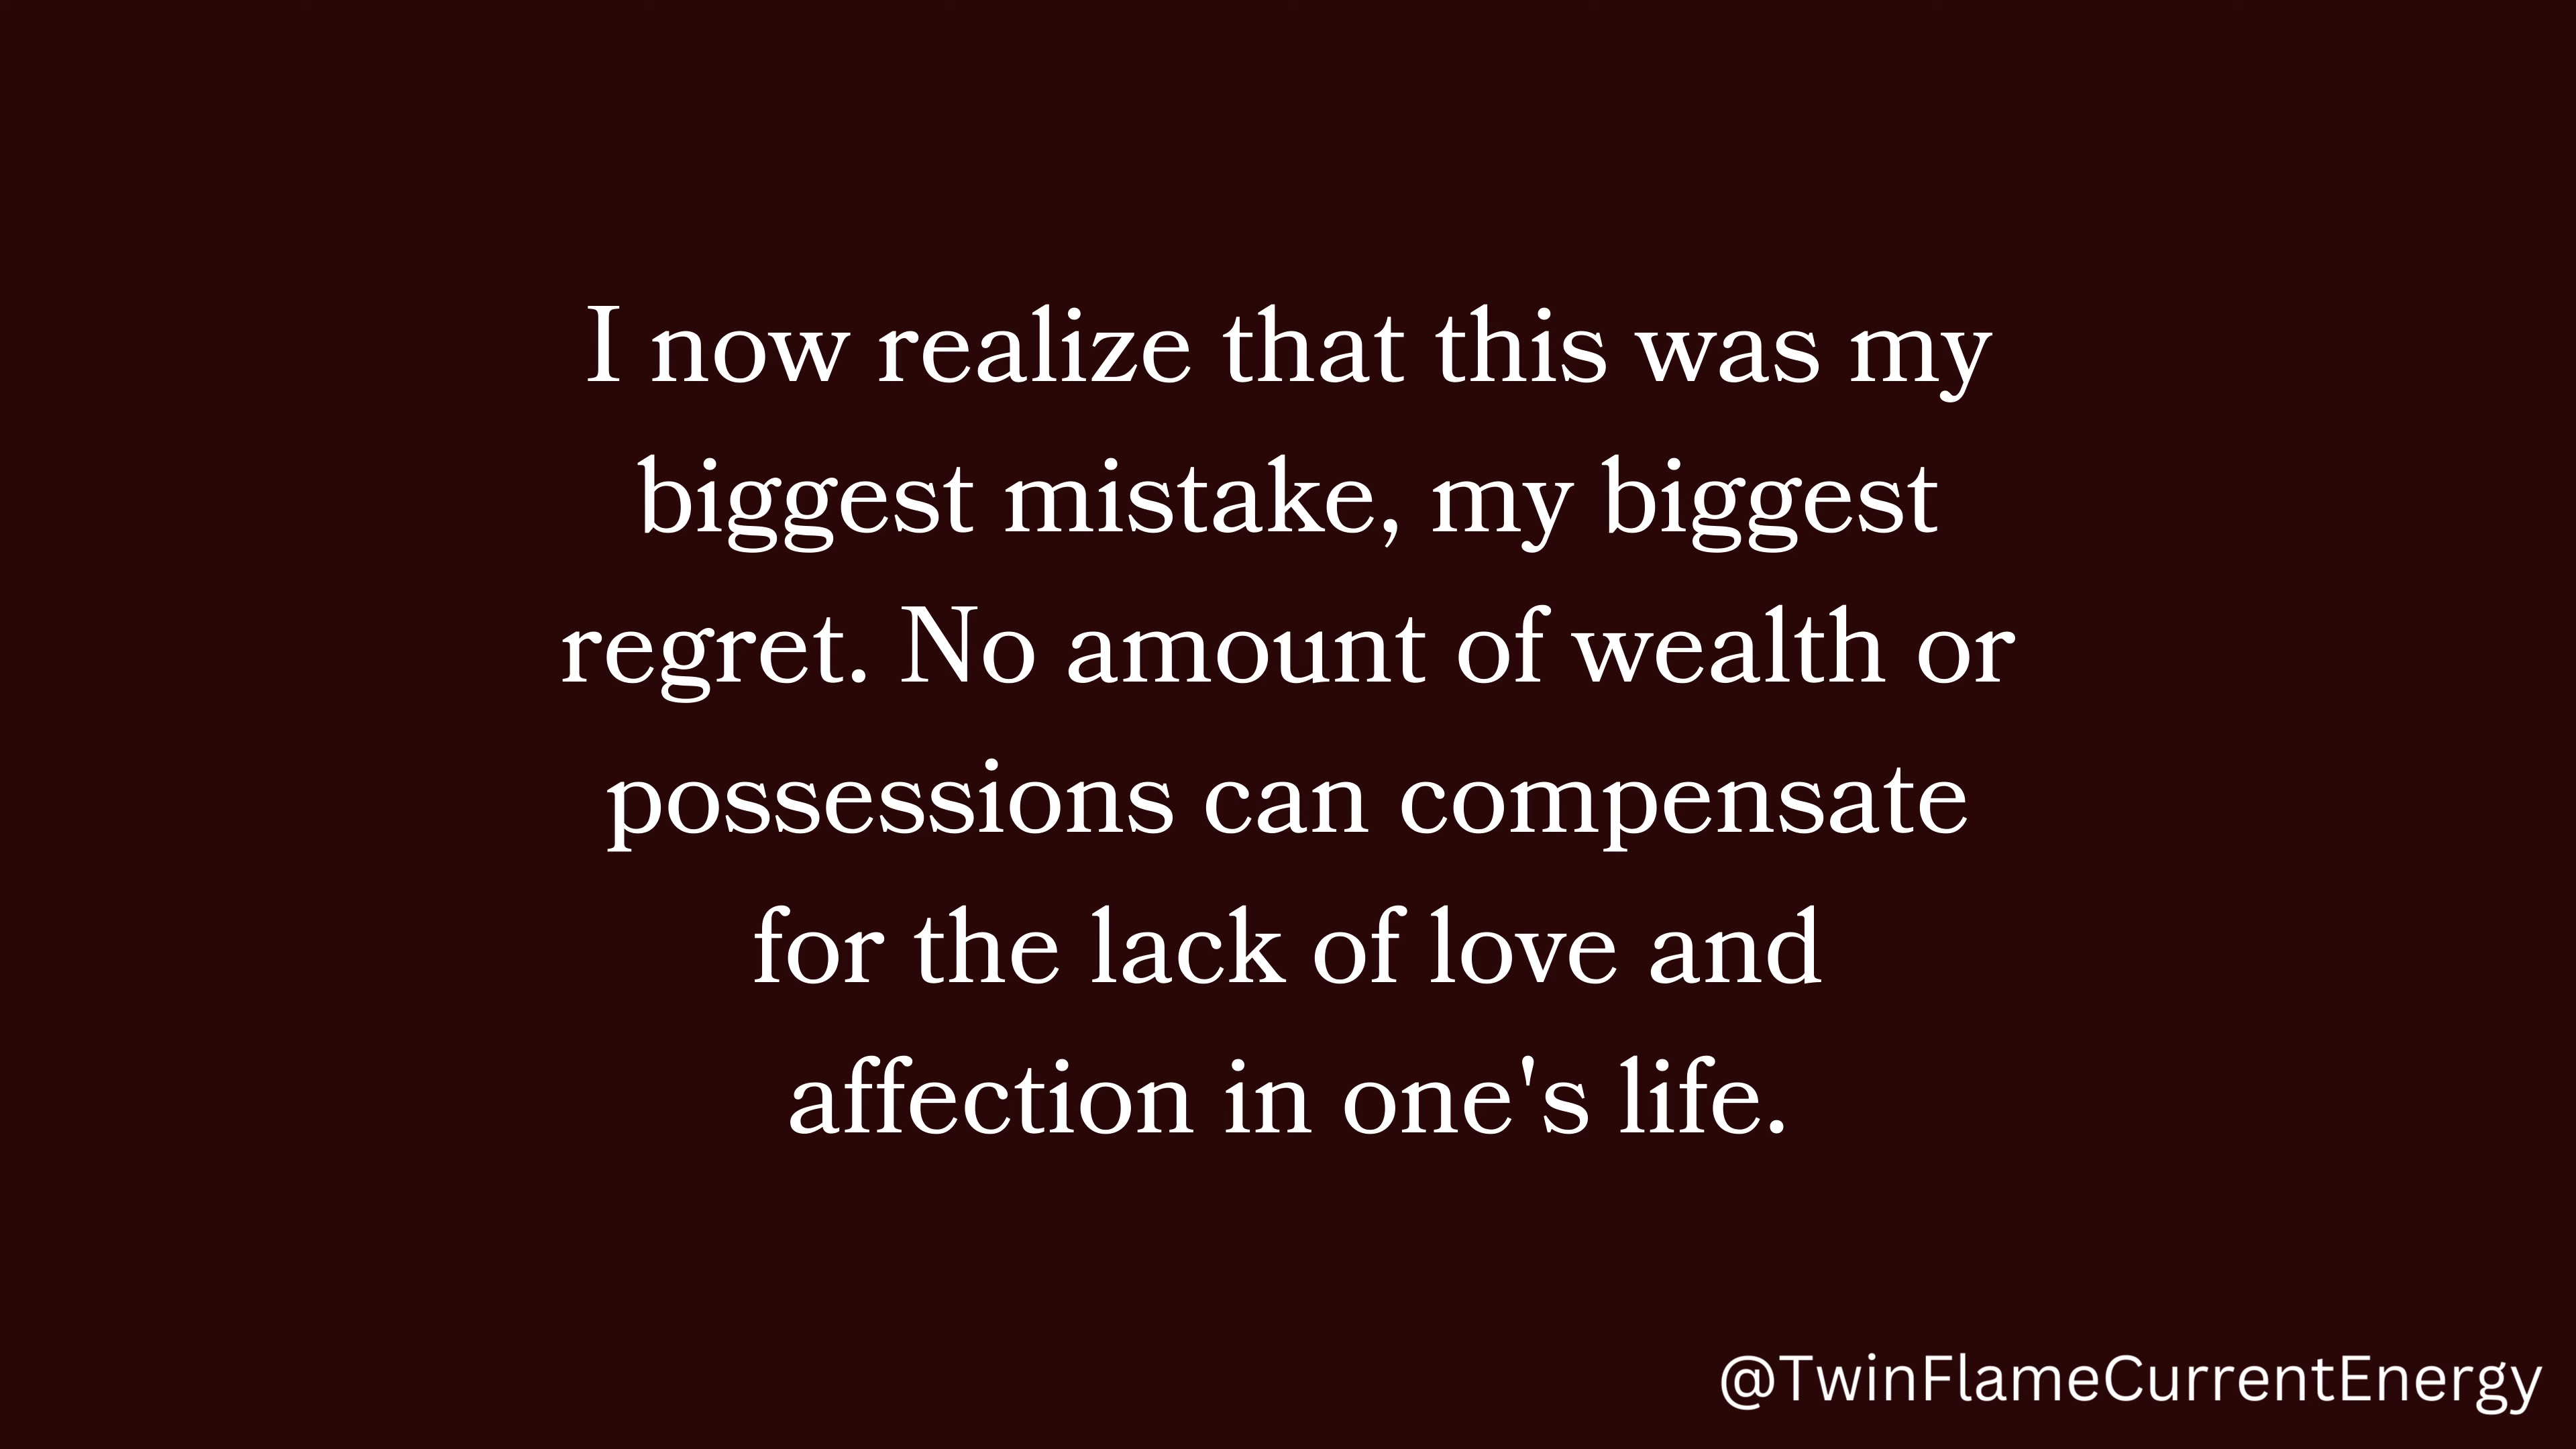 I now realize that this was my
biggest mistake, my biggest
regret. No amount of wealth or
possessions can compensate
for the lack of love and
affection in one's life.
@TwinFlameCurrentEnergy